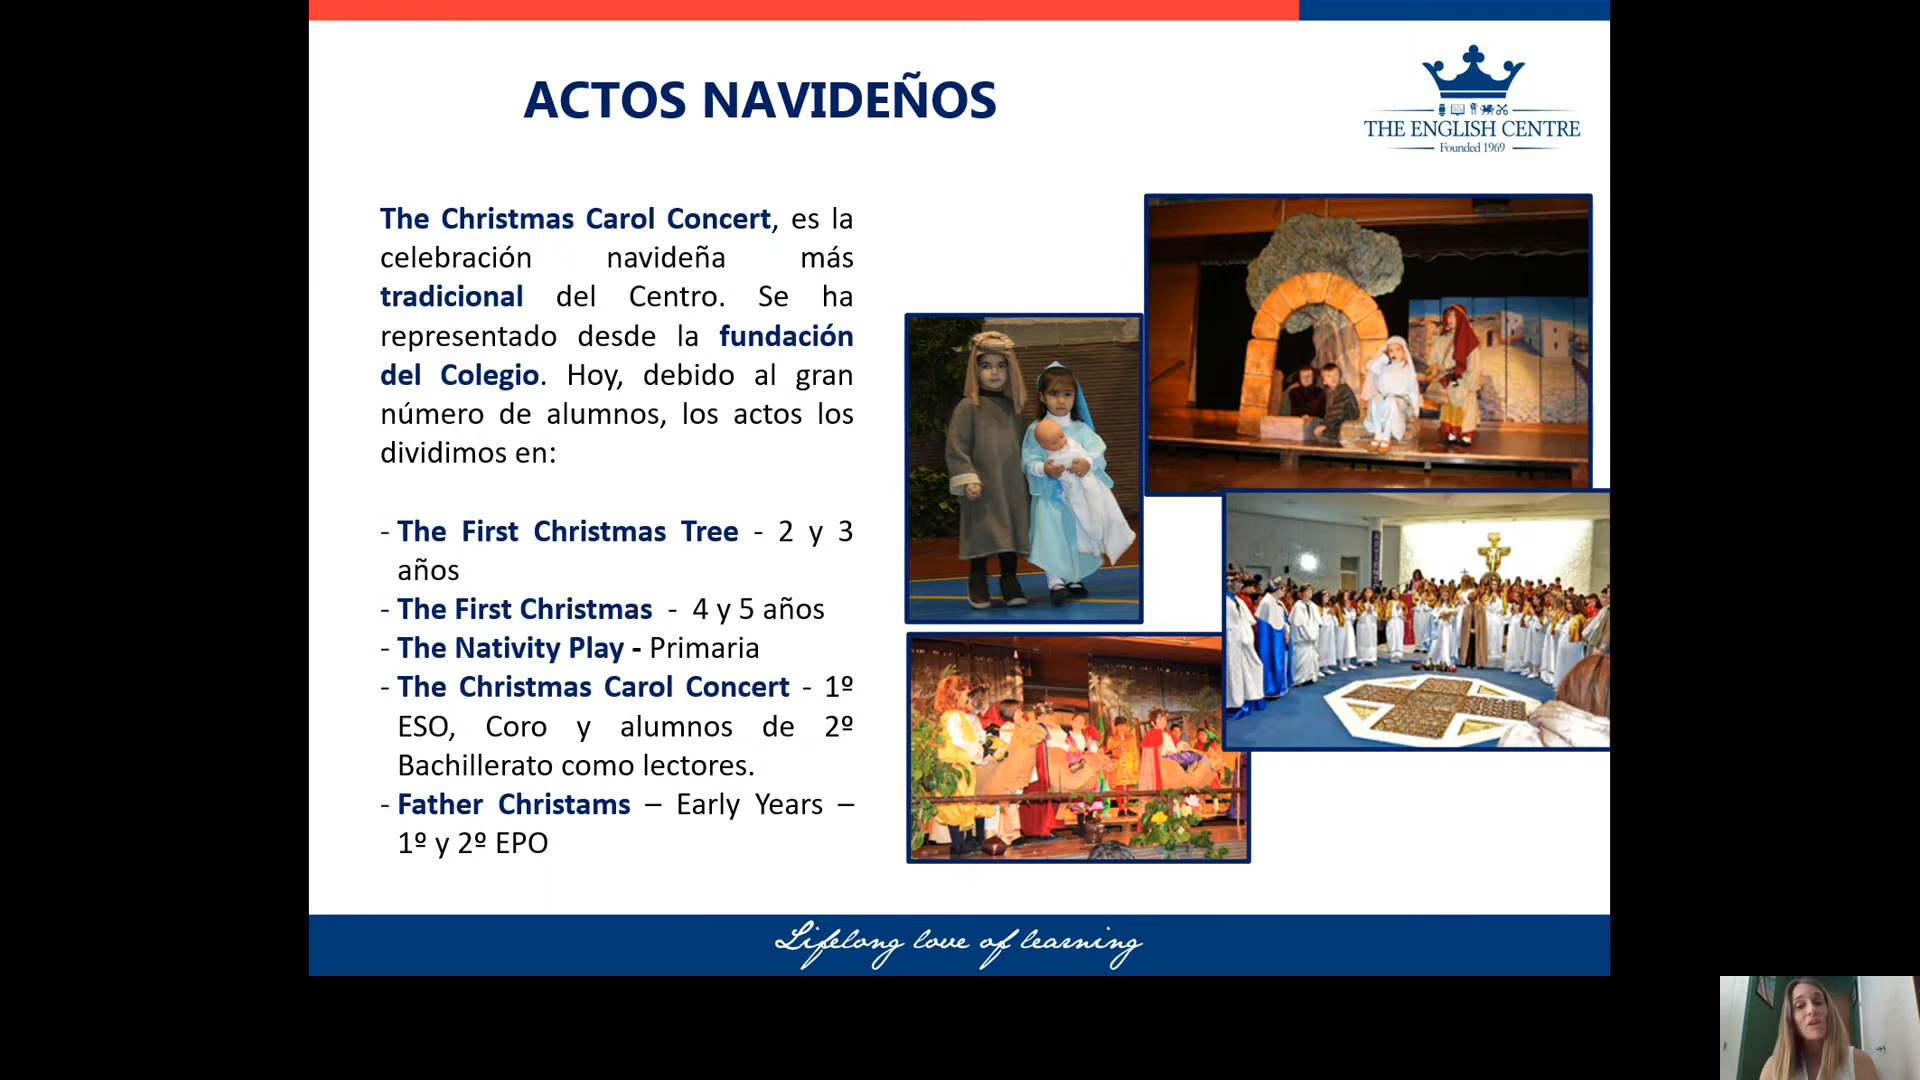 ACTOS NAVIDEÑOS
THE ENGLISH CENTRE
Founded 1969
The Christmas Carol Concert, es la
celebración navideña más
tradicional del Centro. Se ha
representado desde la fundación
del Colegio. Hoy, debido al gran
número de alumnos, los actos los
dividimos en:
- The First Christmas Tree - 2 y 3
años
- The First Christmas - 4 y 5 años
- The Nativity Play - Primaria
- The Christmas Carol Concert - 1º
ESO, Coro y alumnos de 2º
Bachillerato como lectores.
- Father Christams – Early Years –
1º y 2º EPO
Lifelong love of learning